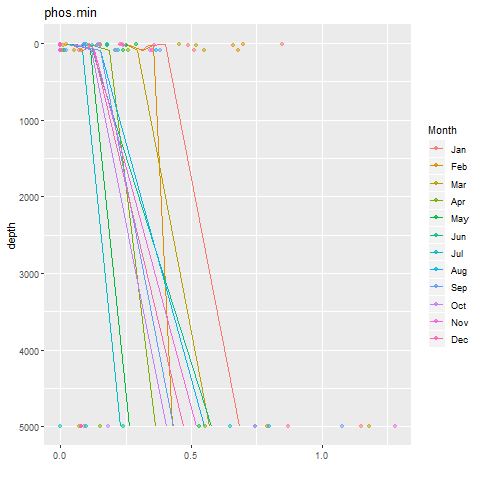 phos.min
depth
0
1000
2000
3000
4000
5000
0.0
0.5
1.0
Month
Jan
Feb
Mar
Apr
May
Jun
Jul
Aug
Sep
Oct
Nov
Dec